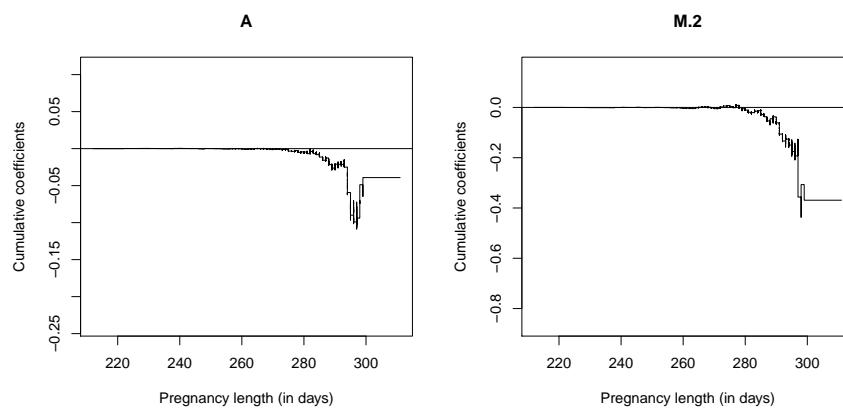 A
Cumulative coefficients
0.05
−0.05
−0.15
−0.25
220 240 260 280 300
Pregnancy length (in days)
M.2
Cumulative coefficients
0.0
−0.2
−0.4
−0.6
−0.8
220 240 260 280 300
Pregnancy length (in days)